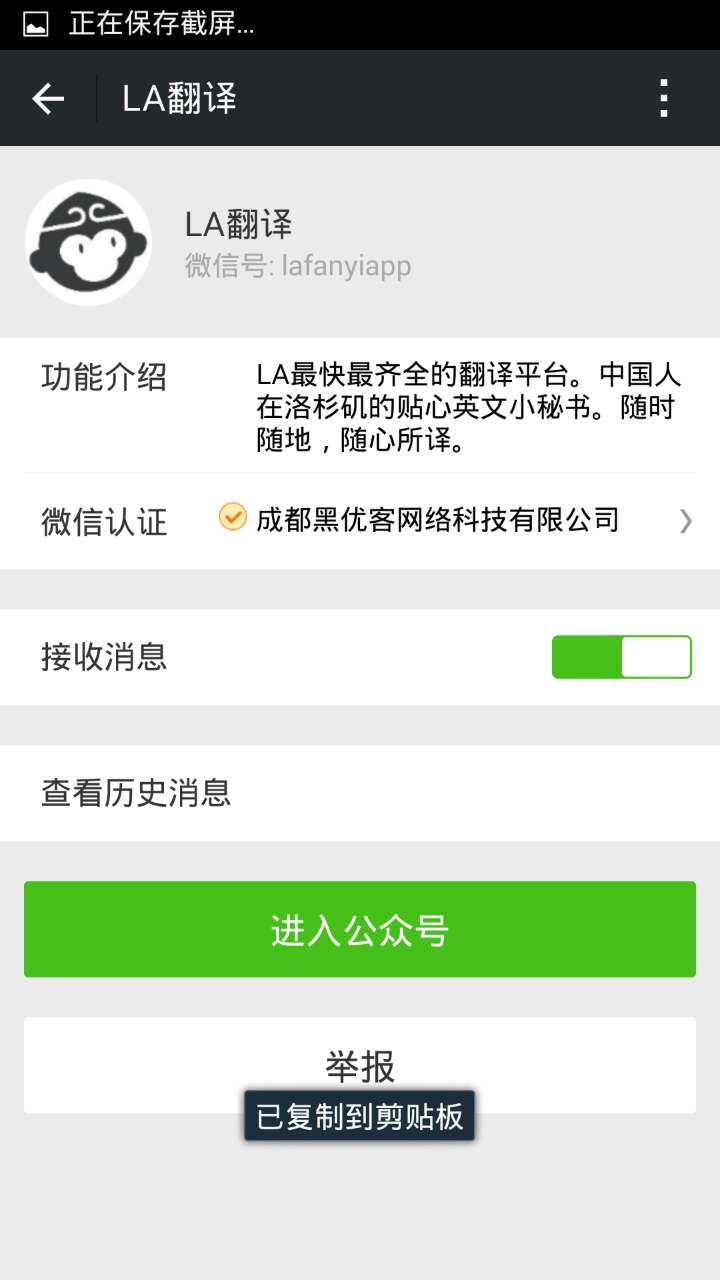 正在保存截屏...
LA翻译
LA翻译
微信号: lafanyiapp
功能介绍
LA最快最齐全的翻译平台。中国人
在洛杉矶的贴心英文小秘书。随时
随地，随心所译。
微信认证
成都黑优客网络科技有限公司
接收消息
查看历史消息
进入公众号
举报
已复制到剪贴板